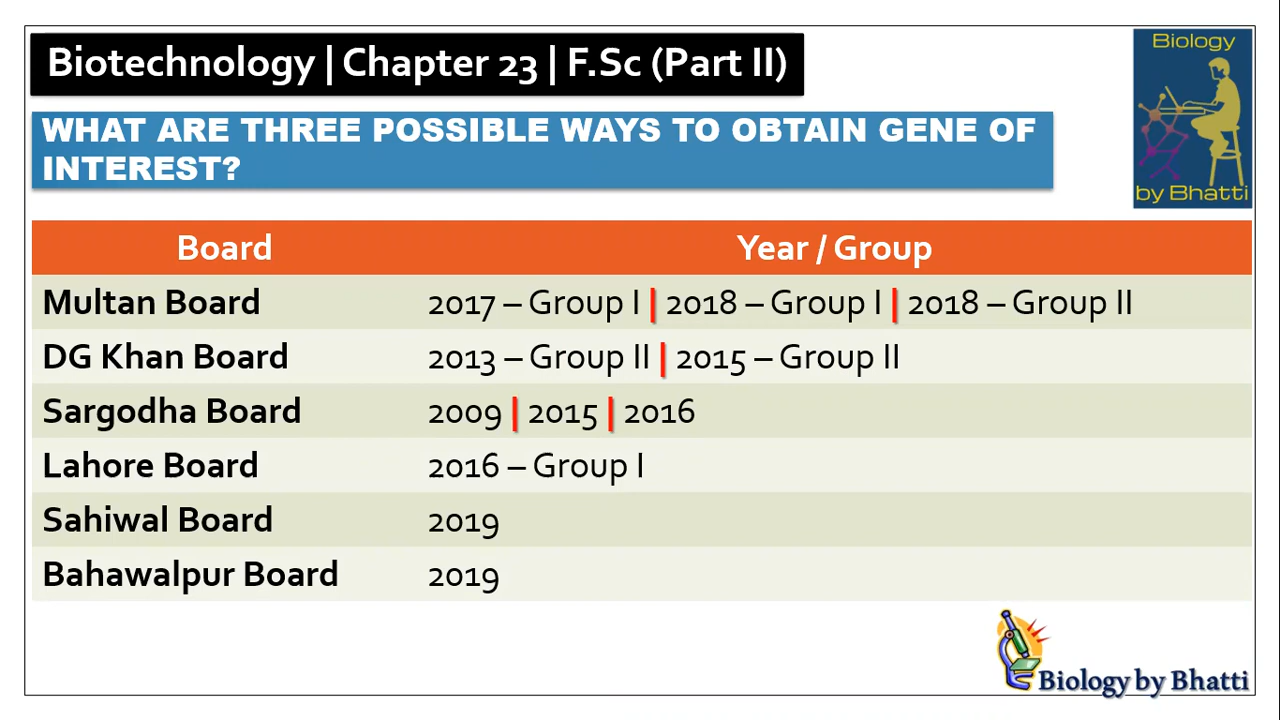 Biotechnology | Chapter 23 | F.Sc (Part II)
Biology
by Bhatti
WHAT ARE THREE POSSIBLE WAYS TO OBTAIN GENE OF
INTEREST?
Board Year / Group
Multan Board 2017 – Group I | 2018 – Group I | 2018 – Group II
DG Khan Board 2013 – Group II | 2015 – Group II
Sargodha Board 2009 | 2015 | 2016
Lahore Board 2016 – Group I
Sahiwal Board 2019
Bahawalpur Board 2019
Biology by Bhatti